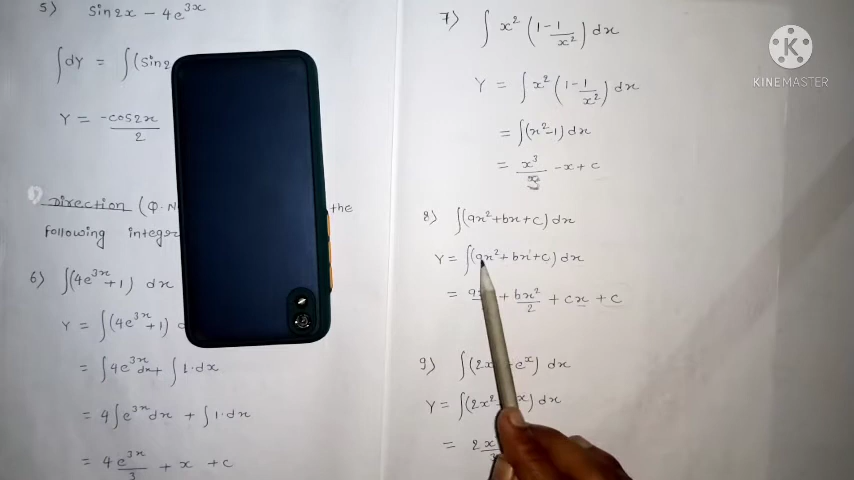 5) Sin2x - 4e^3x
∫dy = ∫(Sin2
Y = -cos2x/2
Direction (Q.N
the
following integr
6) ∫(4e^3x + 1) dx
Y = ∫(4e^3x + 1)
= ∫4e^3x dx + ∫1·dx
= 4∫e^3x dx + ∫1·dx
= 4e^3x/3 + x + c
7) ∫ x² (1 - 1/x²) dx
Y = ∫ x² (1 - 1/x²) dx
= ∫(x² - 1) dx
= x³/3 - x + c
8) ∫(ax² + bx + c) dx
Y = ∫(ax² + bx + c) dx
+ bx²/2 + cx + c
9) ∫(2x + e^x) dx
Y = ∫(2x² x) dx
= 2x/3
KINEMASTER